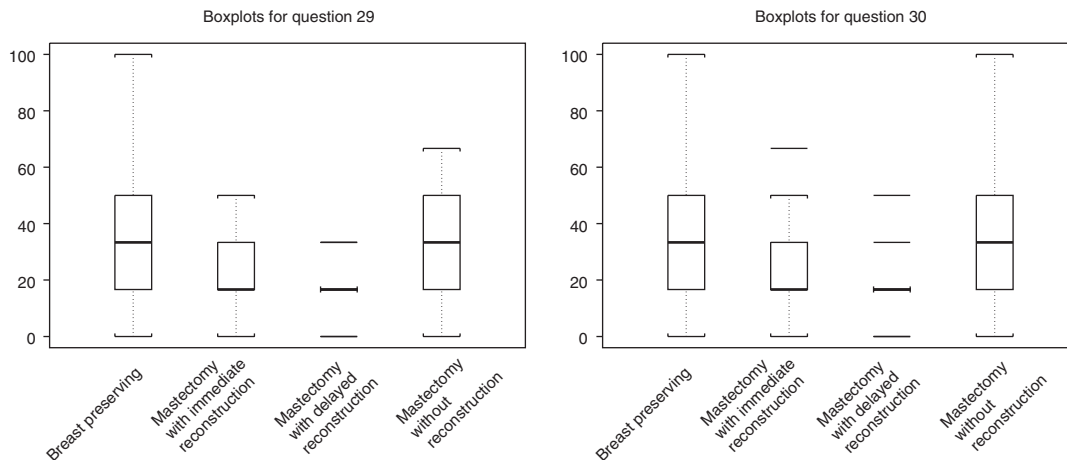 Boxplots for question 29
100
80
60
40
20
0
Breast preserving
Mastectomy
with immediate
reconstruction
Mastectomy
with delayed
reconstruction
Mastectomy
without
reconstruction
Boxplots for question 30
100
80
60
40
20
0
Breast preserving
Mastectomy
with immediate
reconstruction
Mastectomy
with delayed
reconstruction
Mastectomy
without
reconstruction